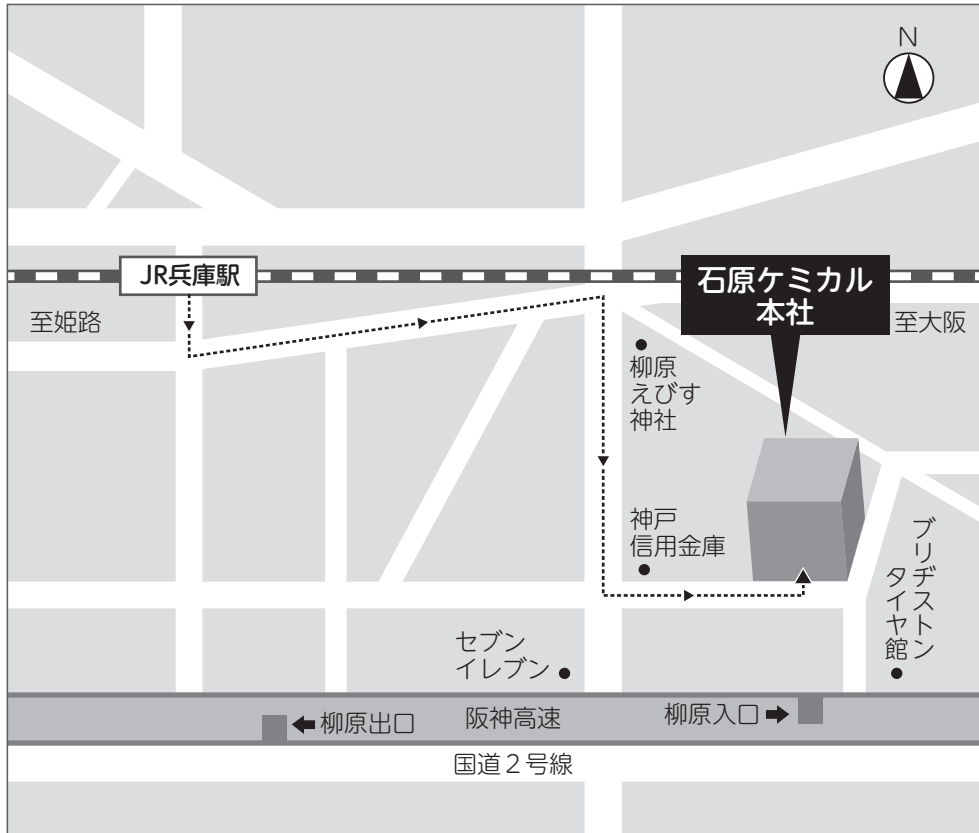 N
JR兵庫駅
石原ケミカル
本社
至姫路
至大阪
柳原
えびす
神社
神戸
信用金庫
ブリヂストン
タイヤ館
セブン
イレブン
柳原出口
阪神高速
柳原入口
国道2号線